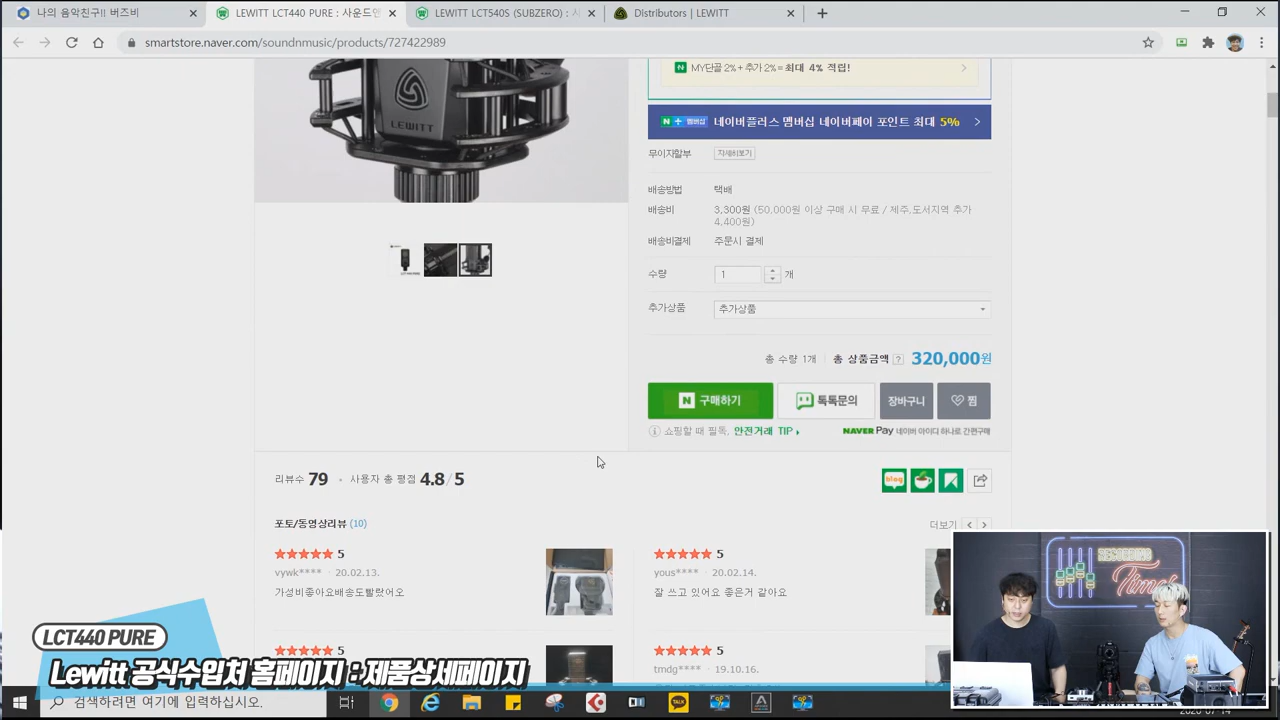 나의 음악친구!! 버즈비
LEWITT LCT440 PURE : 사운드앤
LEWITT LCT540S (SUBZERO) : 사
Distributors | LEWITT
smartstore.naver.com/soundnmusic/products/727422989
LEWITT
MY단골 2% + 추가 2% = 최대 4% 적립!
N + 멤버십 네이버플러스 멤버십 네이버페이 포인트 최대 5%
무이자할부 자세히보기
배송방법 택배
배송비 3,300원 (50,000원 이상 구매 시 무료 / 제주,도서지역 추가
4,400원)
배송비결제 주문시 결제
수량 1 개
추가상품 추가상품
총 수량 1개 총 상품금액 ? 320,000원
N 구매하기 톡톡문의 장바구니 찜
쇼핑할 때 필독, 안전거래 TIP
NAVER Pay 네이버 아이디 하나로 간편구매
리뷰수 79 · 사용자 총 평점 4.8/5
blog
포토/동영상리뷰 (10)
더보기
★★★★★ 5
vywk**** · 20.02.13.
가성비좋아요배송도빨랐어오
★★★★★ 5
yous**** · 20.02.14.
잘 쓰고 있어요 좋은거 같아요
★★★★★ 5
★★★★★ 5
tmdg**** · 19.10.16.
RECORDING
Time
LCT440 PURE
Lewitt 공식수입처 홈페이지 : 제품상세페이지
검색하려면 여기에 입력하십시오.
TALK
2020-07-14